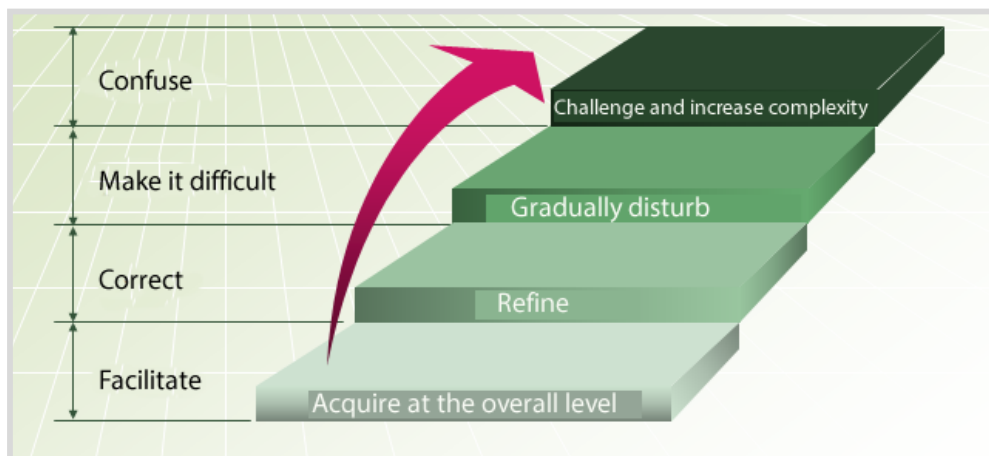 Confuse
Challenge and increase complexity
Make it difficult
Gradually disturb
Correct
Refine
Facilitate
Acquire at the overall level